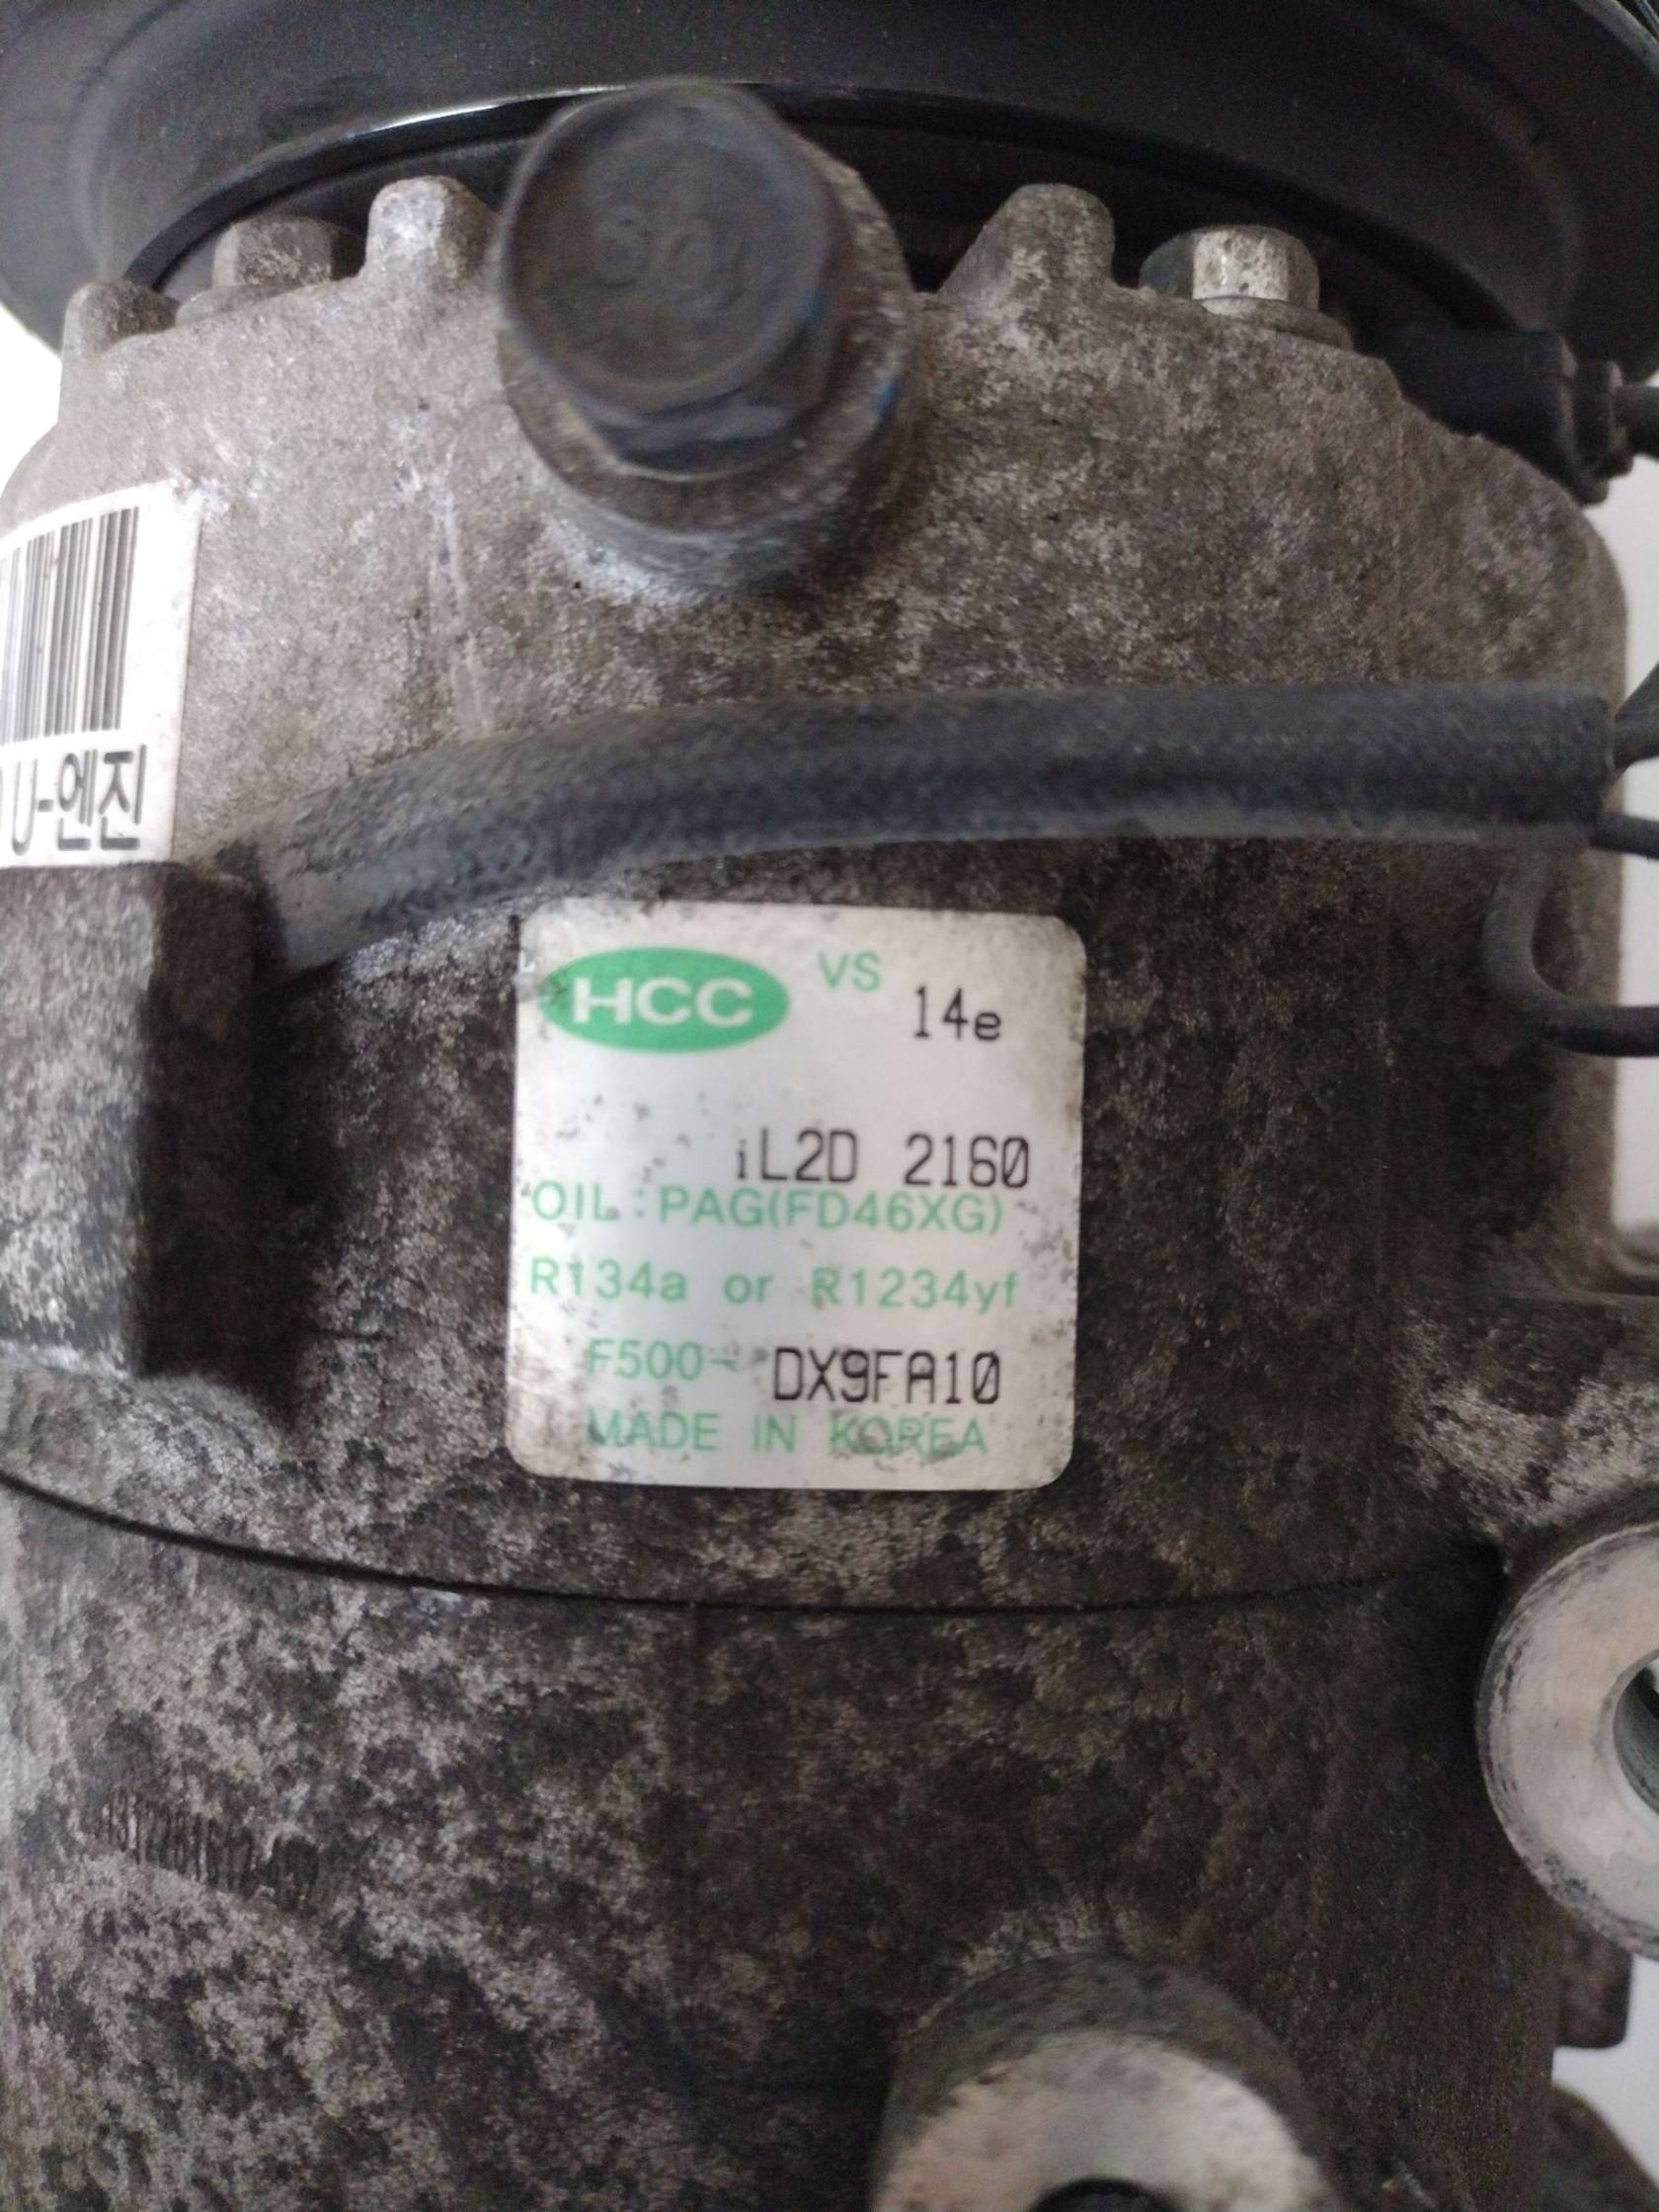 U-엔진
HCC VS 14e
iL2D 2160
OIL : PAG(FD46XG)
R134a or R1234yf
F500- DX9FA10
MADE IN KOREA